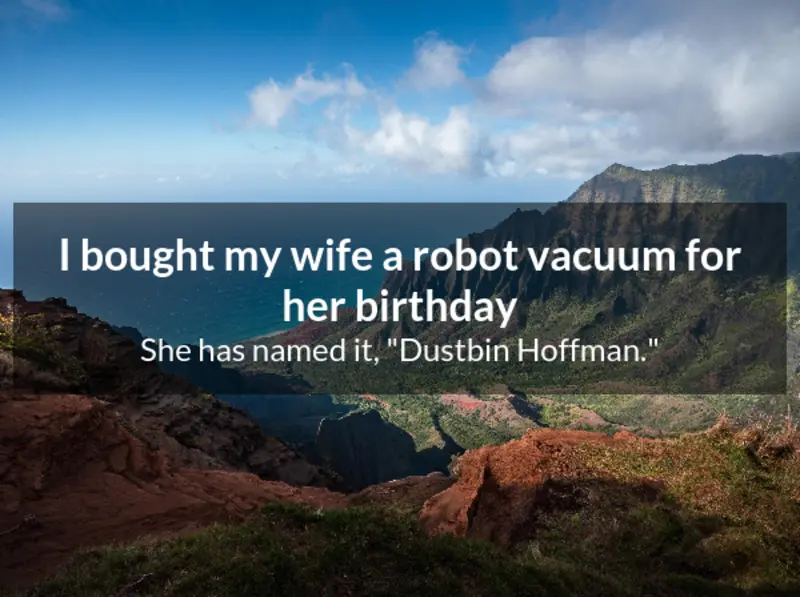 I bought my wife a robot vacuum for
her birthday
She has named it, "Dustbin Hoffman."